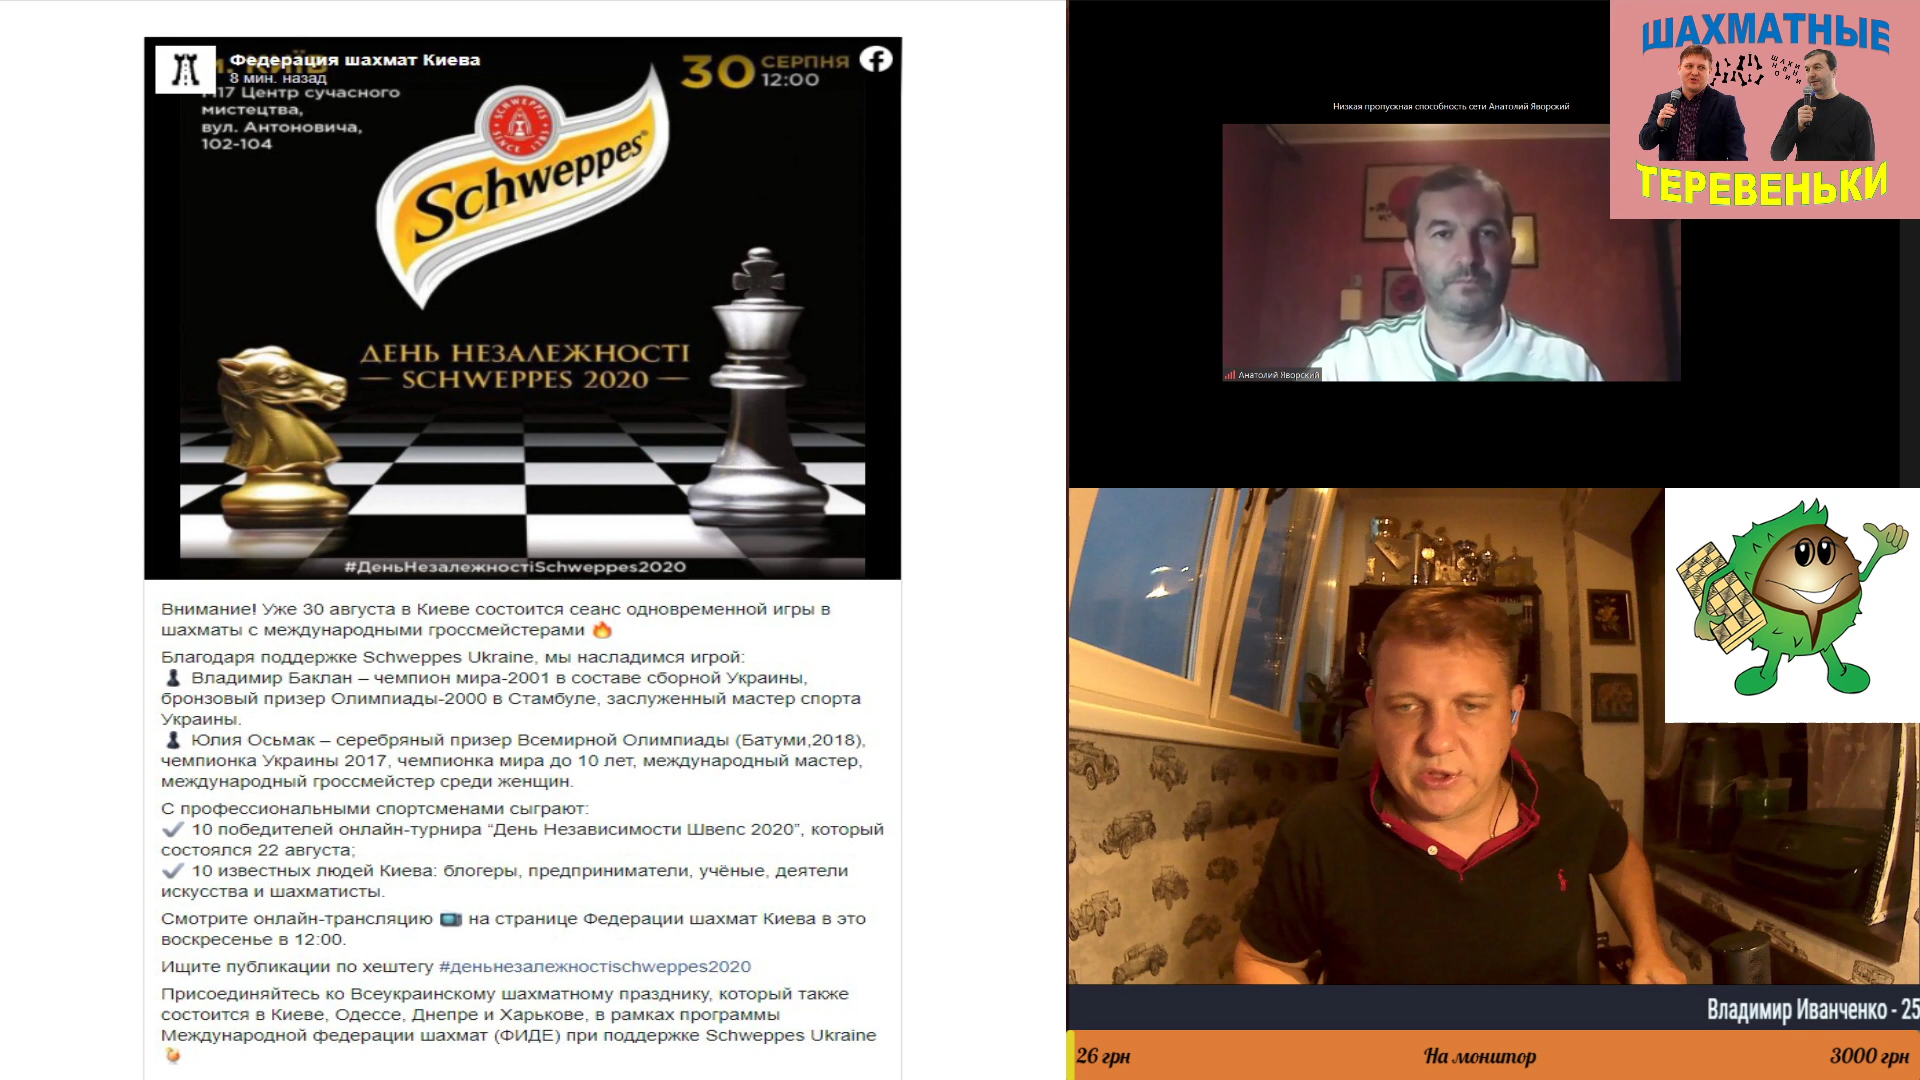 Федерация шахмат Киева
8 мин. назад
М17 Центр сучасного
мистецтва,
вул. Антоновича,
102-104
30 СЕРПНЯ
12:00
SCHWEPPES
SINCE
Schweppes
ДЕНЬ НЕЗАЛЕЖНОСТІ
SCHWEPPES 2020
#ДеньНезалежностіSchweppes2020
Внимание! Уже 30 августа в Киеве состоится сеанс одновременной игры в
шахматы с международными гроссмейстерами 🔥
Благодаря поддержке Schweppes Ukraine, мы насладимся игрой:
♟ Владимир Баклан – чемпион мира-2001 в составе сборной Украины,
бронзовый призер Олимпиады-2000 в Стамбуле, заслуженный мастер спорта
Украины.
♟ Юлия Осьмак – серебряный призер Всемирной Олимпиады (Батуми,2018),
чемпионка Украины 2017, чемпионка мира до 10 лет, международный мастер,
международный гроссмейстер среди женщин.
С профессиональными спортсменами сыграют:
✔ 10 победителей онлайн-турнира “День Независимости Швепс 2020”, который
состоялся 22 августа;
✔ 10 известных людей Киева: блогеры, предприниматели, учёные, деятели
искусства и шахматисты.
Смотрите онлайн-трансляцию 📺 на странице Федерации шахмат Киева в это
воскресенье в 12:00.
Ищите публикации по хештегу #деньнезалежностіschweppes2020
Присоединяйтесь ко Всеукраинскому шахматному празднику, который также
состоится в Киеве, Одессе, Днепре и Харькове, в рамках программы
Международной федерации шахмат (ФИДЕ) при поддержке Schweppes Ukraine
Низкая пропускная способность сети Анатолий Яворский
Анатолий Яворский
ШАХМАТНЫЕ
ТЕРЕВЕНЬКИ
Владимир Иванченко - 25
26 грн
На монитор
3000 грн